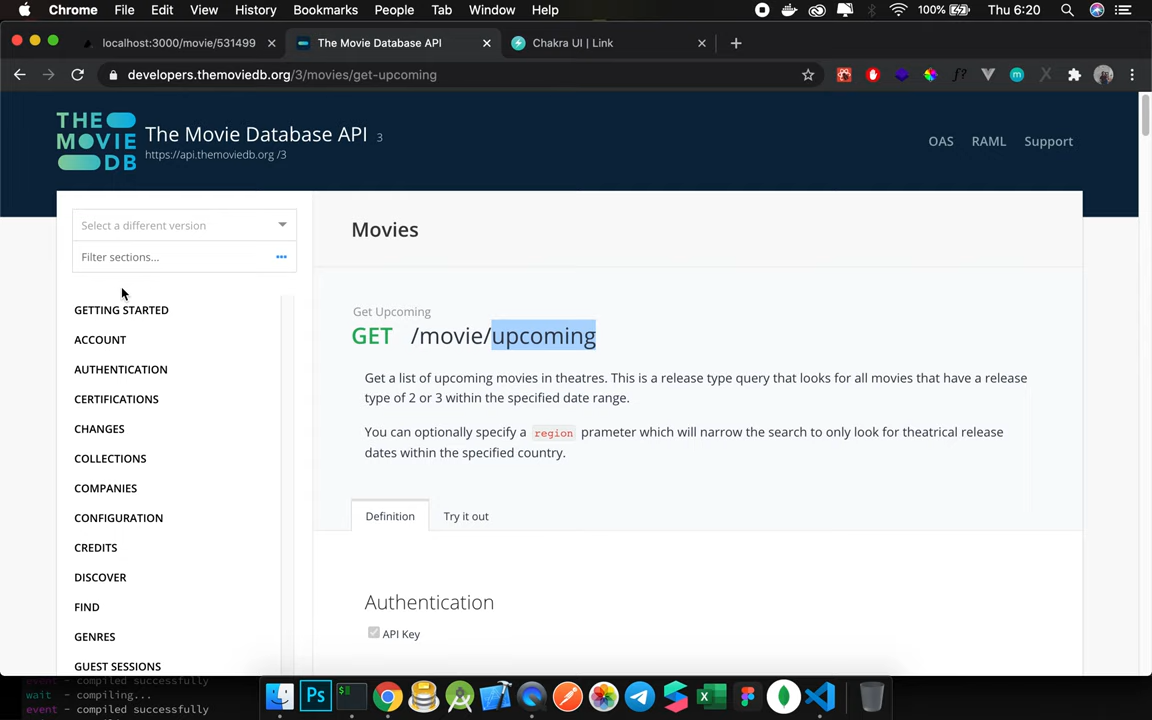 Chrome File Edit View History Bookmarks People Tab Window Help 100% Thu 6:20
localhost:3000/movie/531499 The Movie Database API Chakra UI | Link
developers.themoviedb.org/3/movies/get-upcoming
THE MOVIE DB
The Movie Database API 3
https://api.themoviedb.org /3
OAS RAML Support
Select a different version
Filter sections...
GETTING STARTED
ACCOUNT
AUTHENTICATION
CERTIFICATIONS
CHANGES
COLLECTIONS
COMPANIES
CONFIGURATION
CREDITS
DISCOVER
FIND
GENRES
GUEST SESSIONS
Movies
Get Upcoming
GET /movie/upcoming
Get a list of upcoming movies in theatres. This is a release type query that looks for all movies that have a release
type of 2 or 3 within the specified date range.
You can optionally specify a region prameter which will narrow the search to only look for theatrical release
dates within the specified country.
Definition Try it out
Authentication
API Key
event - compiled successfully
wait - compiling...
event - compiled successfully
Ps